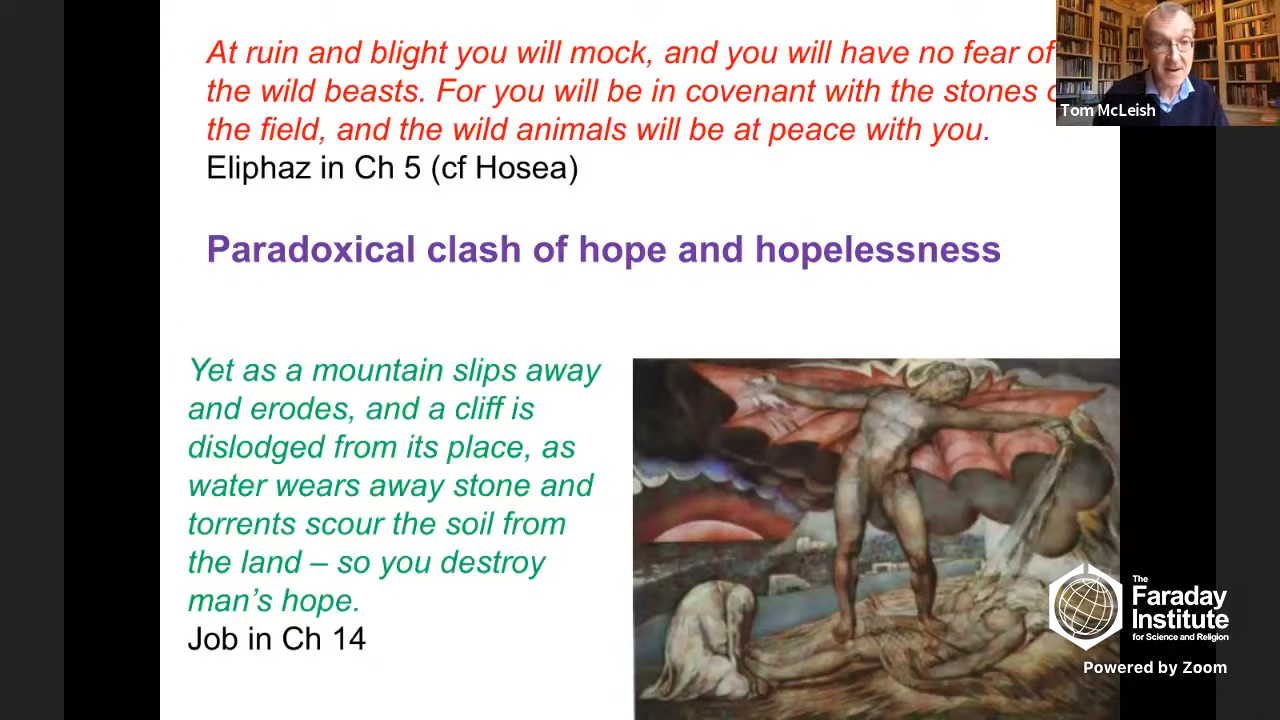 At ruin and blight you will mock, and you will have no fear of
the wild beasts. For you will be in covenant with the stones
the field, and the wild animals will be at peace with you.
Eliphaz in Ch 5 (cf Hosea)
Tom McLeish
Paradoxical clash of hope and hopelessness
Yet as a mountain slips away
and erodes, and a cliff is
dislodged from its place, as
water wears away stone and
torrents scour the soil from
the land – so you destroy
man's hope.
Job in Ch 14
The
Faraday
Institute
for Science and Religion
Powered by Zoom